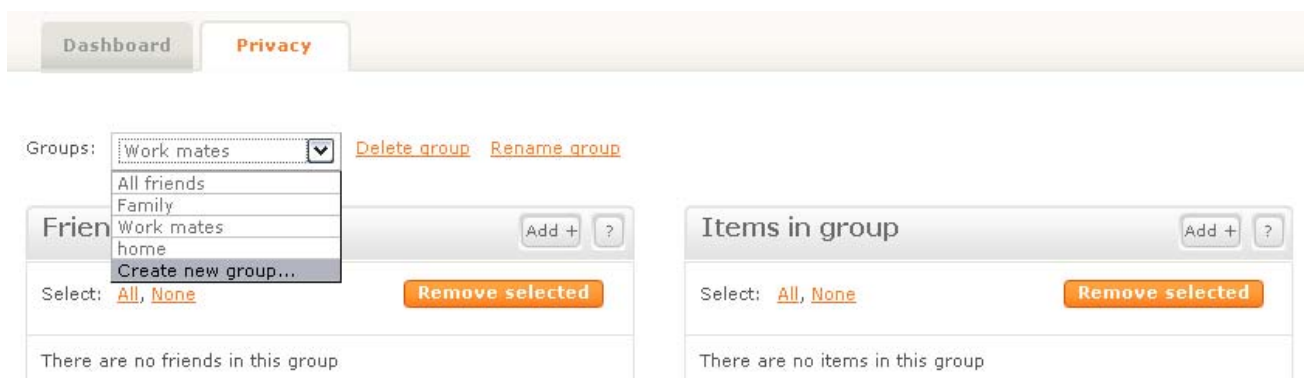 Dashboard Privacy
Groups: Work mates Delete group Rename group
All friends
Family
Work mates
home
Create new group...
Frien Add + ?
Select: All, None Remove selected
There are no friends in this group
Items in group Add + ?
Select: All, None Remove selected
There are no items in this group